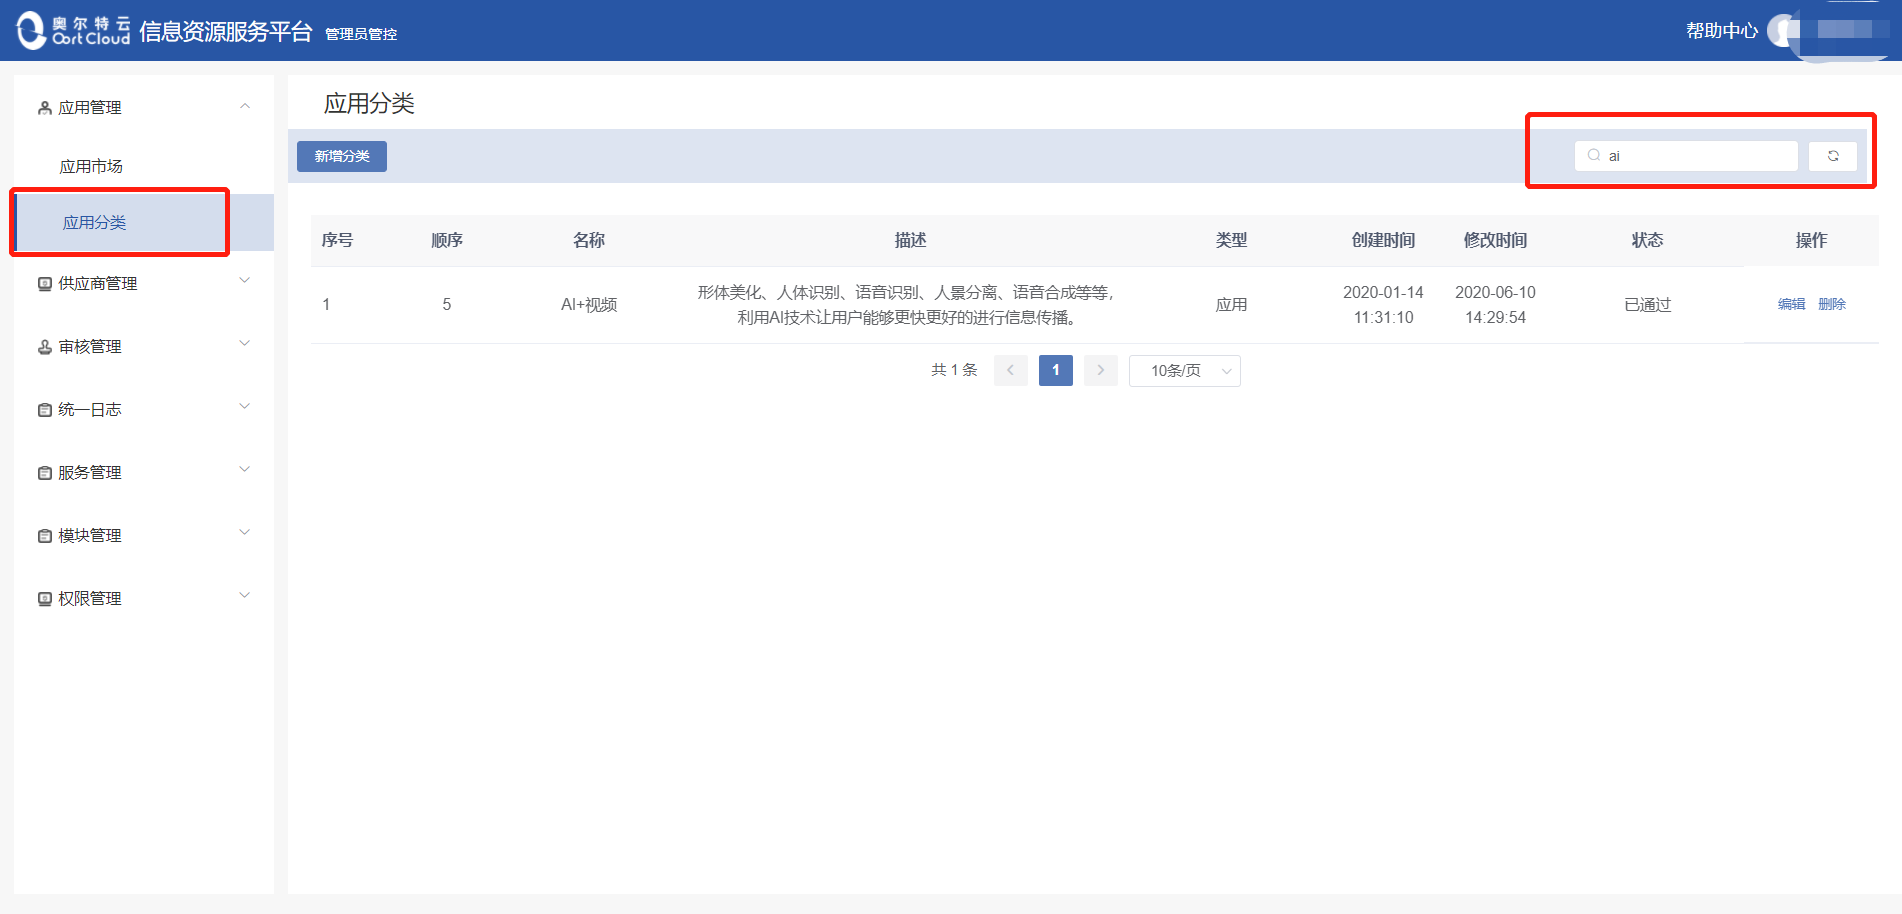 奥尔特云
Oort Cloud
信息资源服务平台 管理员管控
帮助中心
应用管理
应用市场
应用分类
供应商管理
审核管理
统一日志
服务管理
模块管理
权限管理
应用分类
新增分类
ai
序号 顺序 名称 描述 类型 创建时间 修改时间 状态 操作
1 5 AI+视频 形体美化、人体识别、语音识别、人景分离、语音合成等等， 应用 2020-01-14 2020-06-10 已通过 编辑 删除
利用AI技术让用户能够更快更好的进行信息传播。 11:31:10 14:29:54
共 1 条 1 10条/页